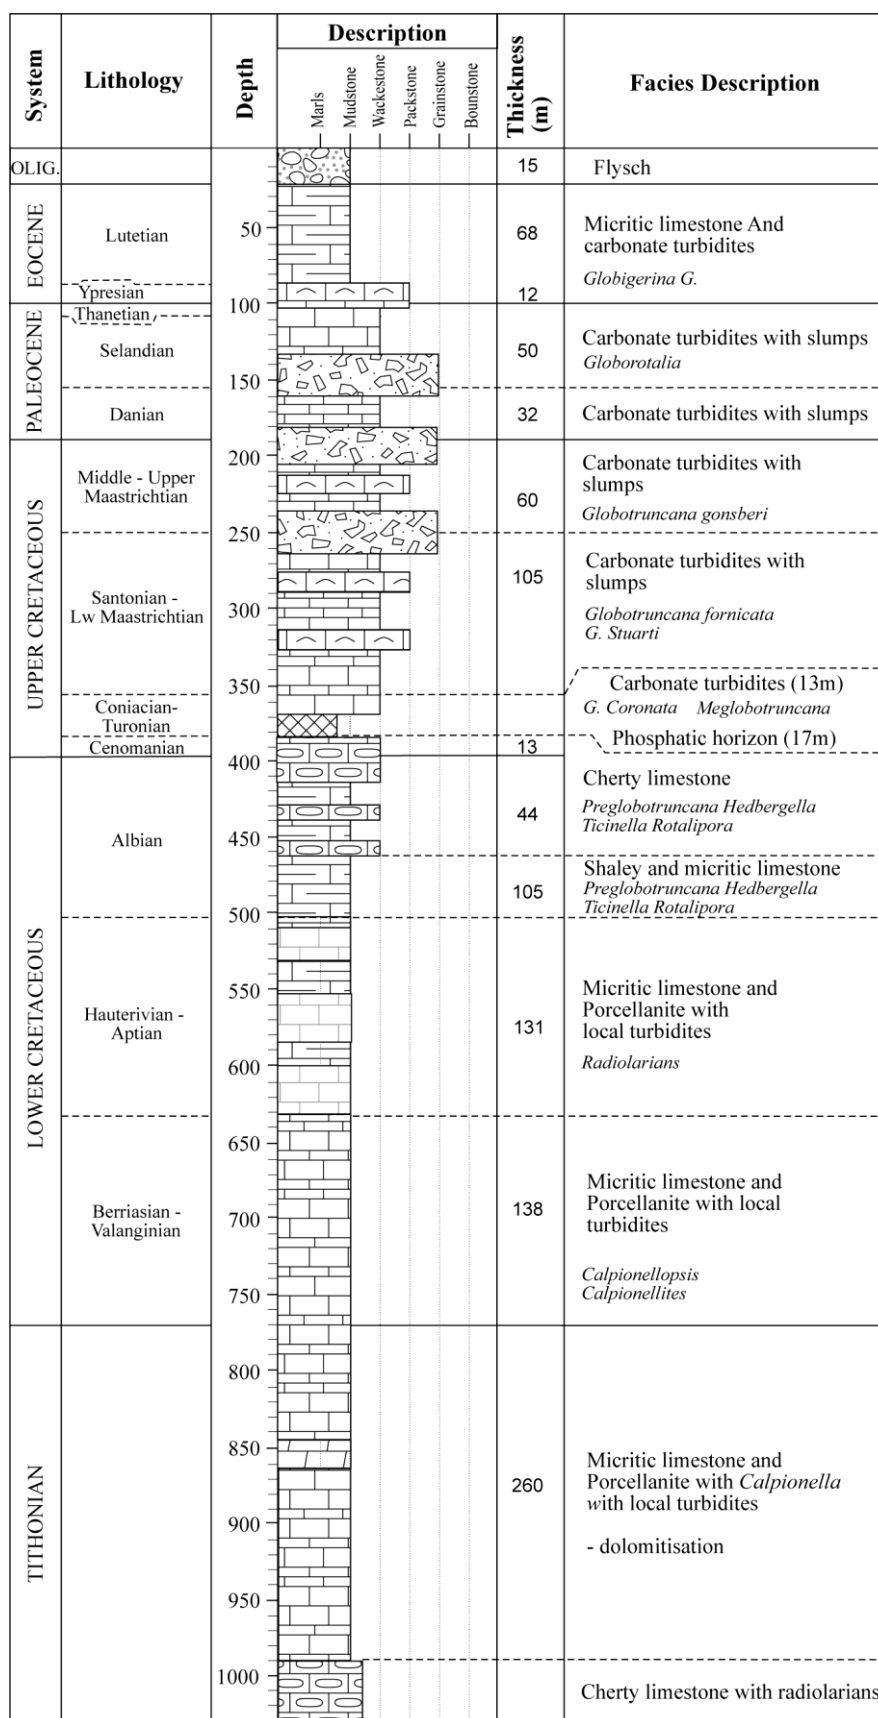 Description
System
Lithology
Depth
Marls
Mudstone
Wackestone
Packstone
Grainstone
Bounstone
Thickness
(m)
Facies Description
OLIG.
15
Flysch
EOCENE
Lutetian
50
68
Micritic limestone And
carbonate turbidites
Globigerina G.
Ypresian
12
100
PALEOCENE
Thanetian
Selandian
50
Carbonate turbidites with slumps
Globorotalia
150
Danian
32
Carbonate turbidites with slumps
UPPER CRETACEOUS
200
Middle - Upper
Maastrichtian
60
Carbonate turbidites with
slumps
Globotruncana gonsberi
250
Santonian -
Lw Maastrichtian
105
Carbonate turbidites with
slumps
300
Globotruncana fornicata
G. Stuarti
350
Coniacian-
Turonian
Carbonate turbidites (13m)
G. Coronata Meglobotruncana
Cenomanian
13
Phosphatic horizon (17m)
400
LOWER CRETACEOUS
Albian
44
Cherty limestone
Preglobotruncana Hedbergella
Ticinella Rotalipora
450
105
Shaley and micritic limestone
Preglobotruncana Hedbergella
Ticinella Rotalipora
500
550
Hauterivian -
Aptian
131
Micritic limestone and
Porcellanite with
local turbidites
Radiolarians
600
650
Berriasian -
Valanginian
700
138
Micritic limestone and
Porcellanite with local
turbidites
Calpionellopsis
Calpionellites
750
TITHONIAN
800
850
260
Micritic limestone and
Porcellanite with Calpionella
with local turbidites
- dolomitisation
900
950
1000
Cherty limestone with radiolarians